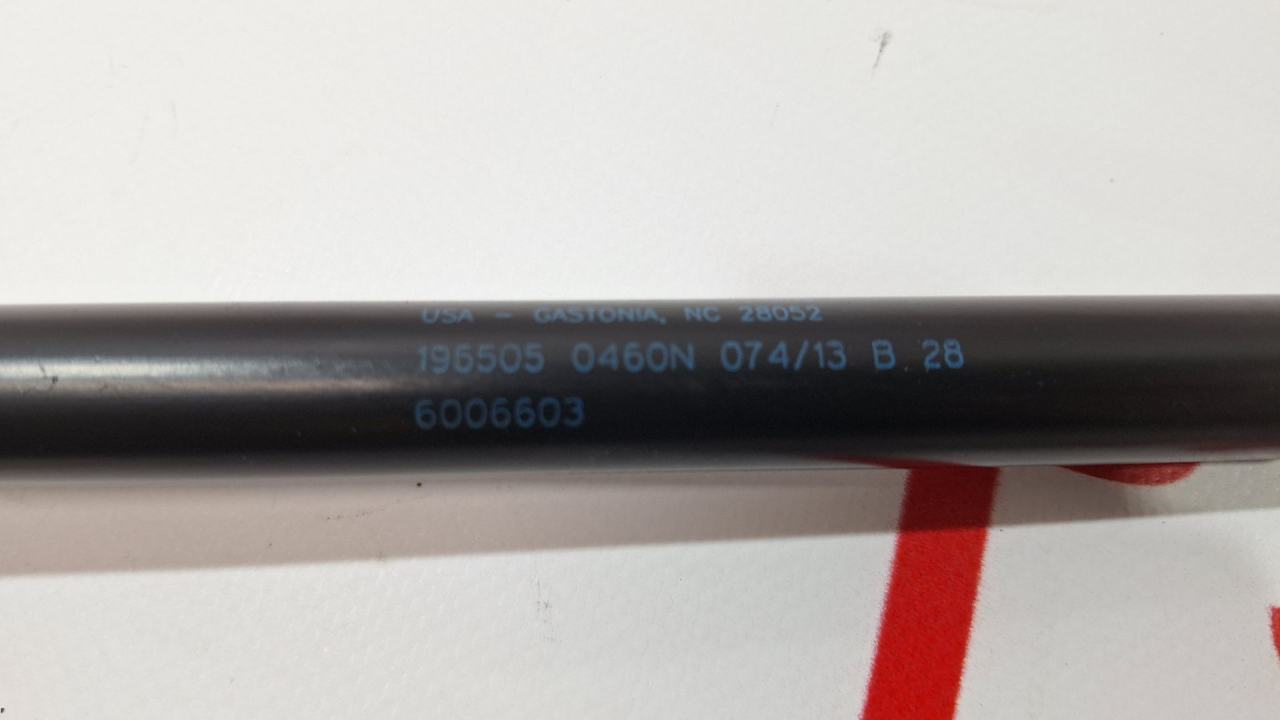 USA - GASTONIA, NC 28052
196505 0460N 074/13 B 28
6006603